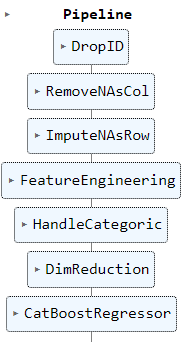 Pipeline
DropID
RemoveNAsCol
ImputeNAsRow
FeatureEngineering
HandleCategoric
DimReduction
CatBoostRegressor